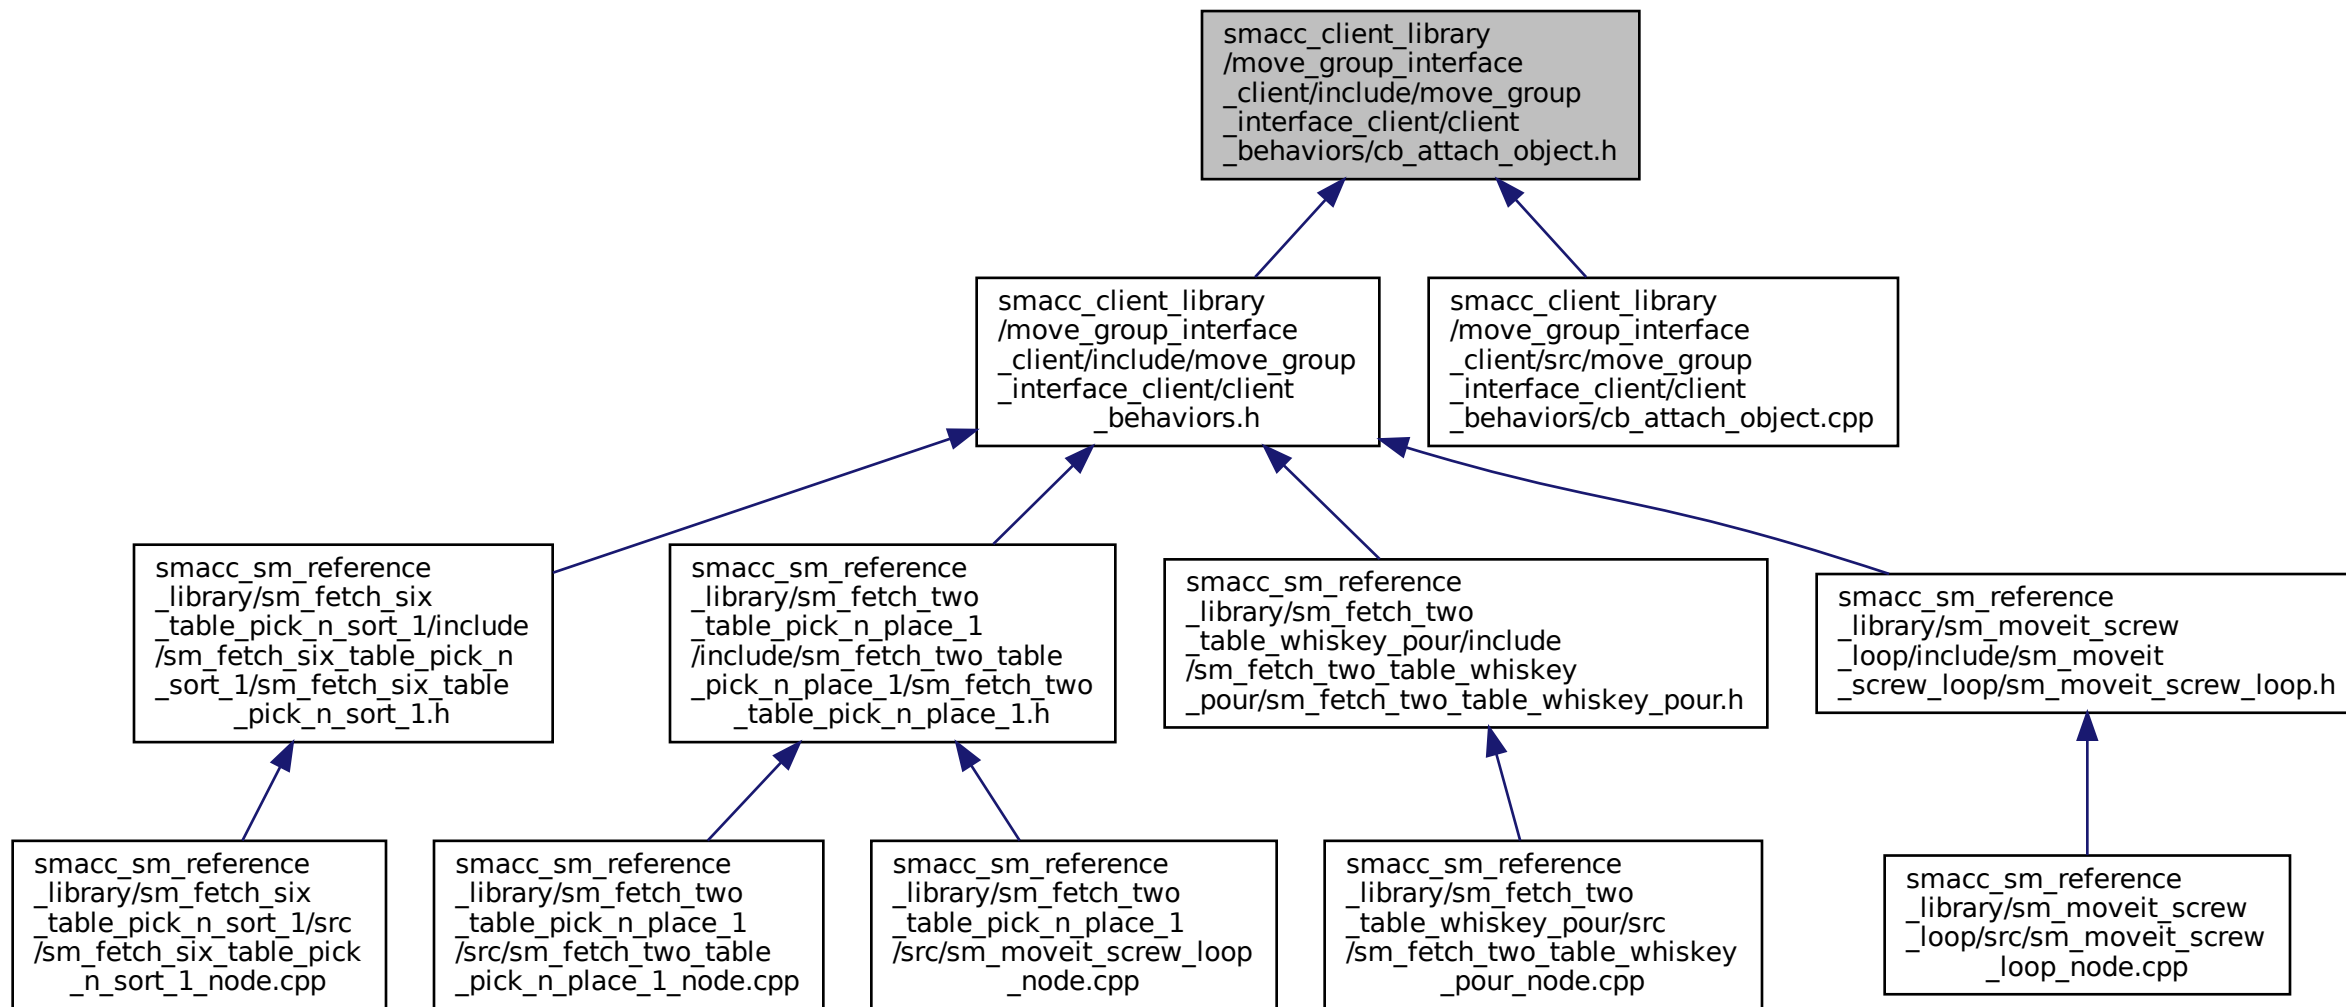 smacc_client_library
/move_group_interface
_client/include/move_group
_interface_client/client
_behaviors/cb_attach_object.h
smacc_client_library
/move_group_interface
_client/include/move_group
_interface_client/client
_behaviors.h
smacc_client_library
/move_group_interface
_client/src/move_group
_interface_client/client
_behaviors/cb_attach_object.cpp
smacc_sm_reference
_library/sm_fetch_six
_table_pick_n_sort_1/include
/sm_fetch_six_table_pick_n
_sort_1/sm_fetch_six_table
_pick_n_sort_1.h
smacc_sm_reference
_library/sm_fetch_two
_table_pick_n_place_1
/include/sm_fetch_two_table
_pick_n_place_1/sm_fetch_two
_table_pick_n_place_1.h
smacc_sm_reference
_library/sm_fetch_two
_table_whiskey_pour/include
/sm_fetch_two_table_whiskey
_pour/sm_fetch_two_table_whiskey_pour.h
smacc_sm_reference
_library/sm_moveit_screw
_loop/include/sm_moveit
_screw_loop/sm_moveit_screw_loop.h
smacc_sm_reference
_library/sm_fetch_six
_table_pick_n_sort_1/src
/sm_fetch_six_table_pick
_n_sort_1_node.cpp
smacc_sm_reference
_library/sm_fetch_two
_table_pick_n_place_1
/src/sm_fetch_two_table
_pick_n_place_1_node.cpp
smacc_sm_reference
_library/sm_fetch_two
_table_pick_n_place_1
/src/sm_moveit_screw_loop
_node.cpp
smacc_sm_reference
_library/sm_fetch_two
_table_whiskey_pour/src
/sm_fetch_two_table_whiskey
_pour_node.cpp
smacc_sm_reference
_library/sm_moveit_screw
_loop/src/sm_moveit_screw
_loop_node.cpp